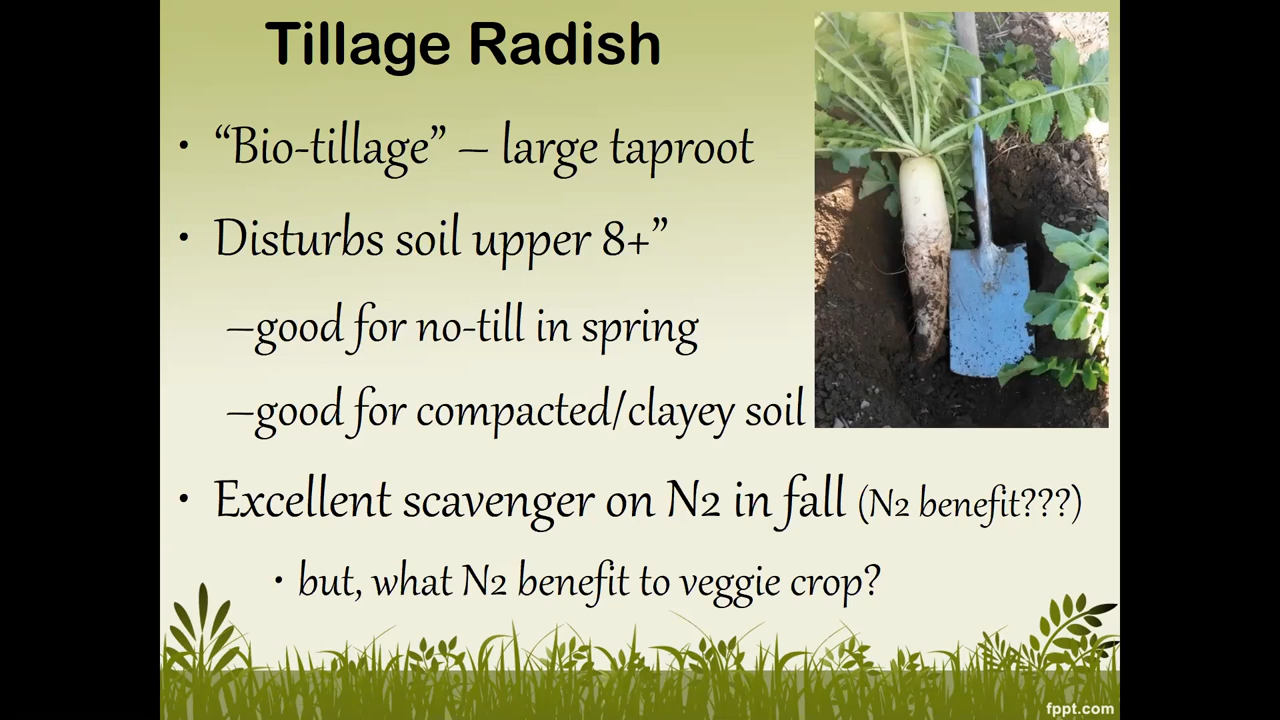 Tillage Radish
• “Bio-tillage” – large taproot
• Disturbs soil upper 8+”
–good for no-till in spring
–good for compacted/clayey soil
• Excellent scavenger on N2 in fall (N2 benefit???)
• but, what N2 benefit to veggie crop?
fppt.com